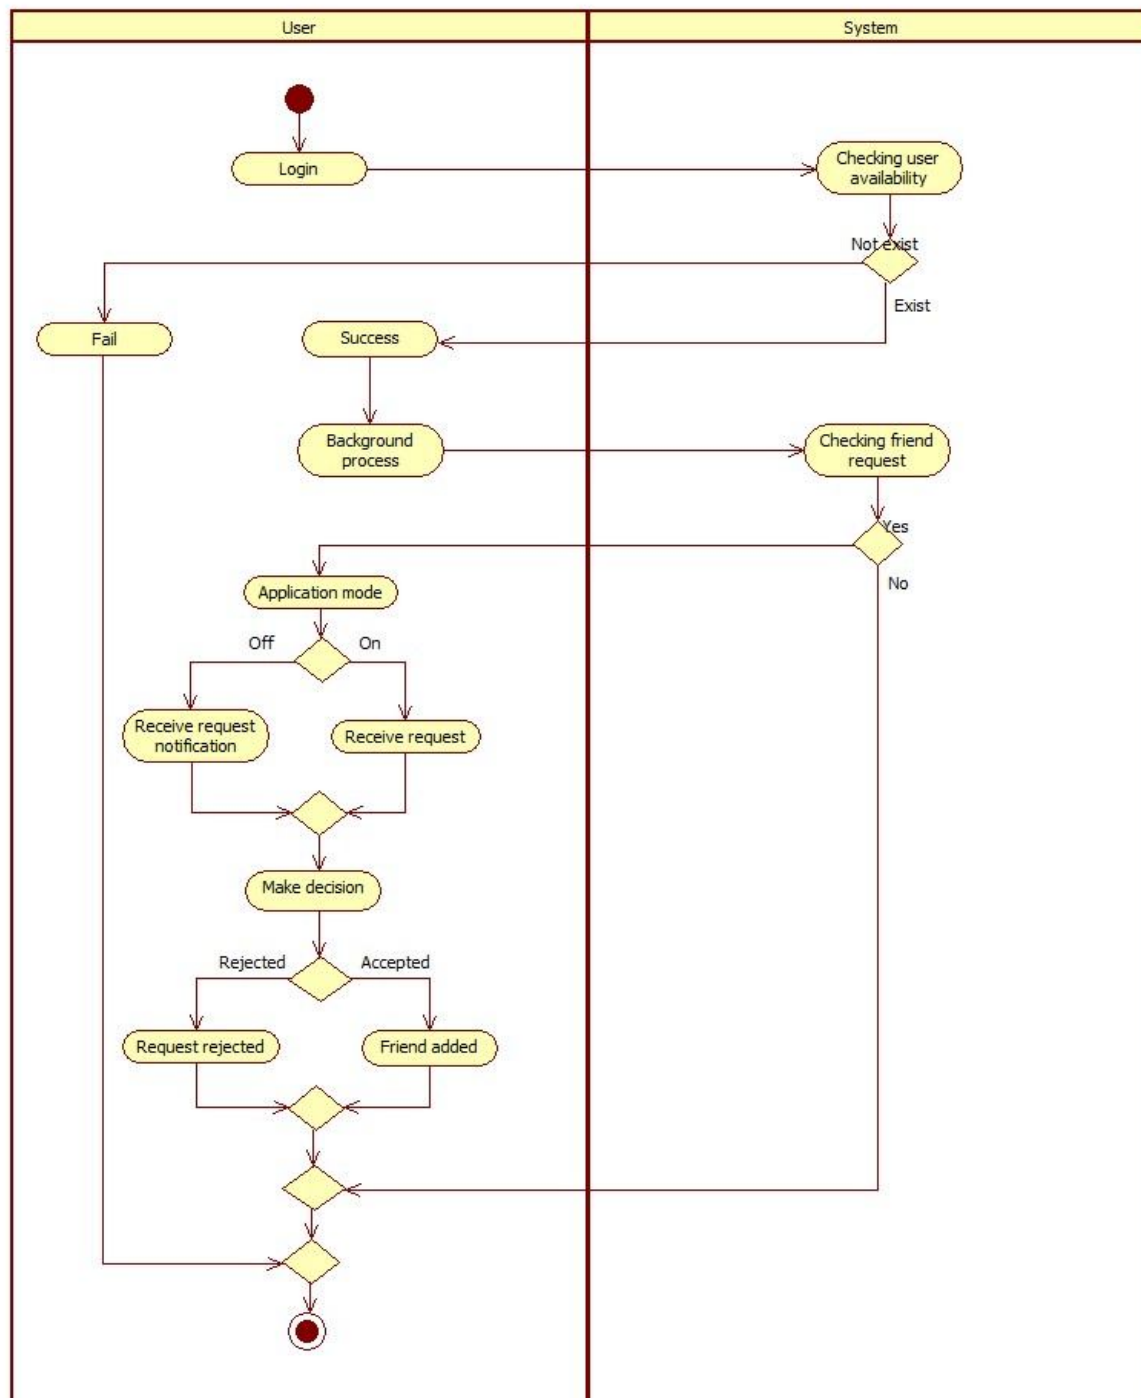 User
System
Login
Checking user
availability
Not exist
Exist
Fail
Success
Background
process
Checking friend
request
Yes
No
Application mode
Off
On
Receive request
notification
Receive request
Make decision
Rejected
Accepted
Request rejected
Friend added